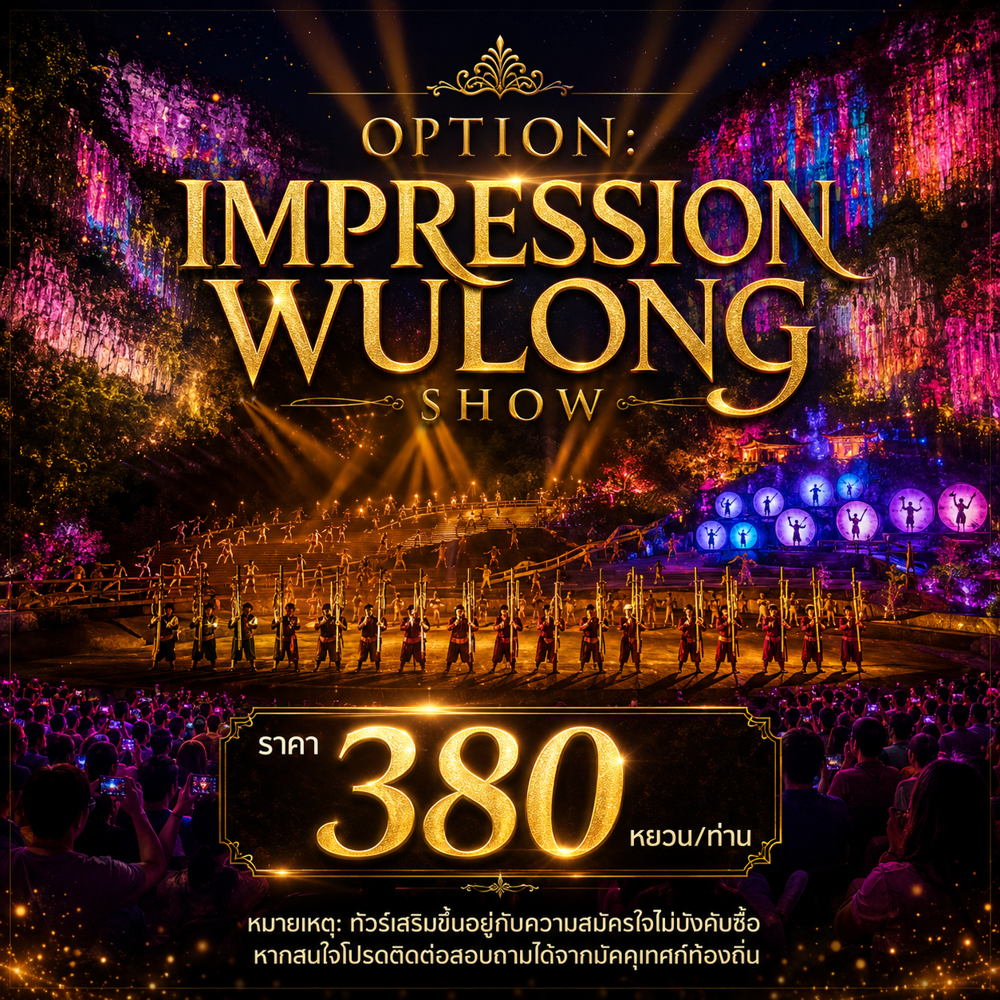 OPTION:
IMPRESSION
WULONG
SHOW
ราคา 380 หยวน/ท่าน
หมายเหตุ: ทัวร์เสริมขึ้นอยู่กับความสมัครใจไม่บังคับซื้อ
หากสนใจโปรดติดต่อสอบถามได้จากมัคคุเทศก์ท้องถิ่น